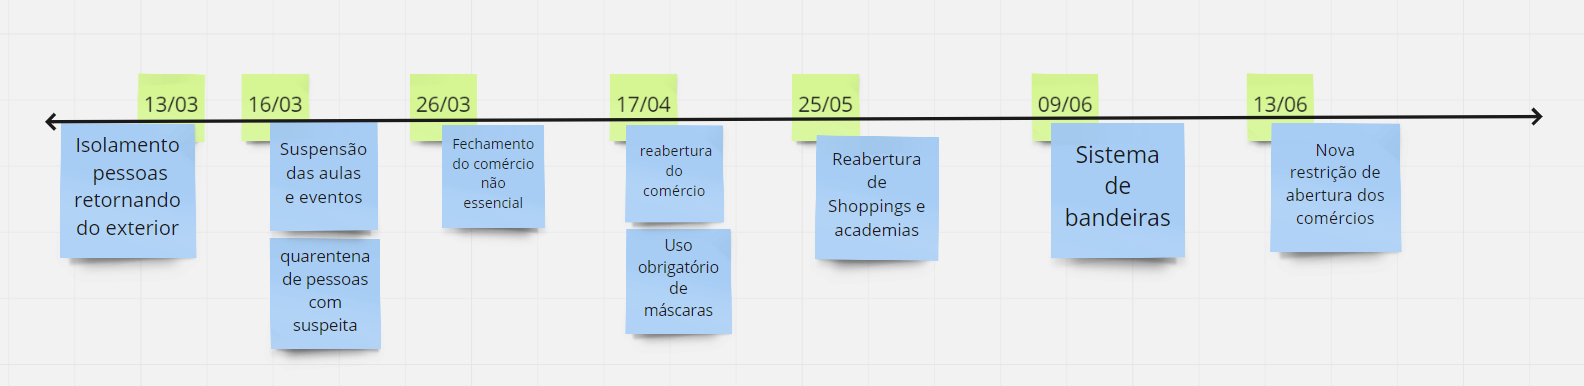 13/03
16/03
26/03
17/04
25/05
09/06
13/06
Isolamento
pessoas
retornando
do exterior
Suspensão
das aulas
e eventos
quarentena
de pessoas
com
suspeita
Fechamento
do comércio
não
essencial
reabertura
do
comércio
Uso
obrigatório
de
máscaras
Reabertura
de
Shoppings e
academias
Sistema
de
bandeiras
Nova
restrição de
abertura dos
comércios